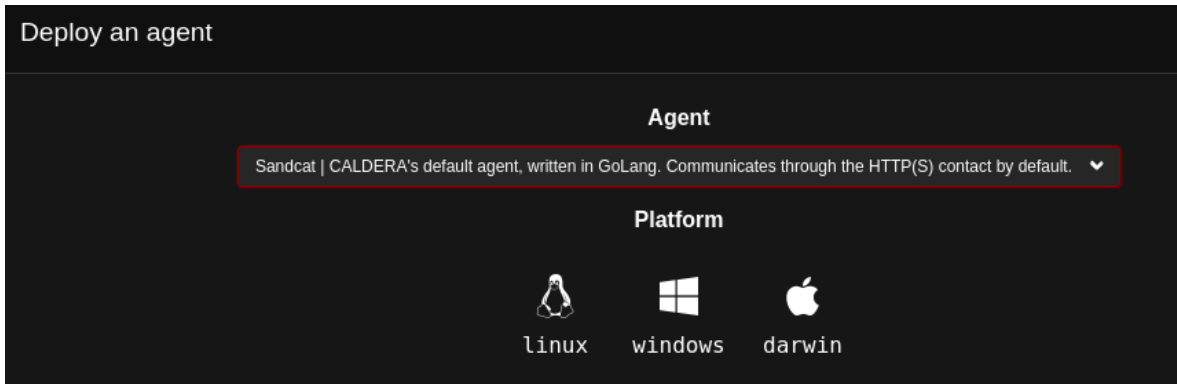 Deploy an agent
Agent
Sandcat | CALDERA's default agent, written in GoLang. Communicates through the HTTP(S) contact by default.
Platform
linux windows darwin